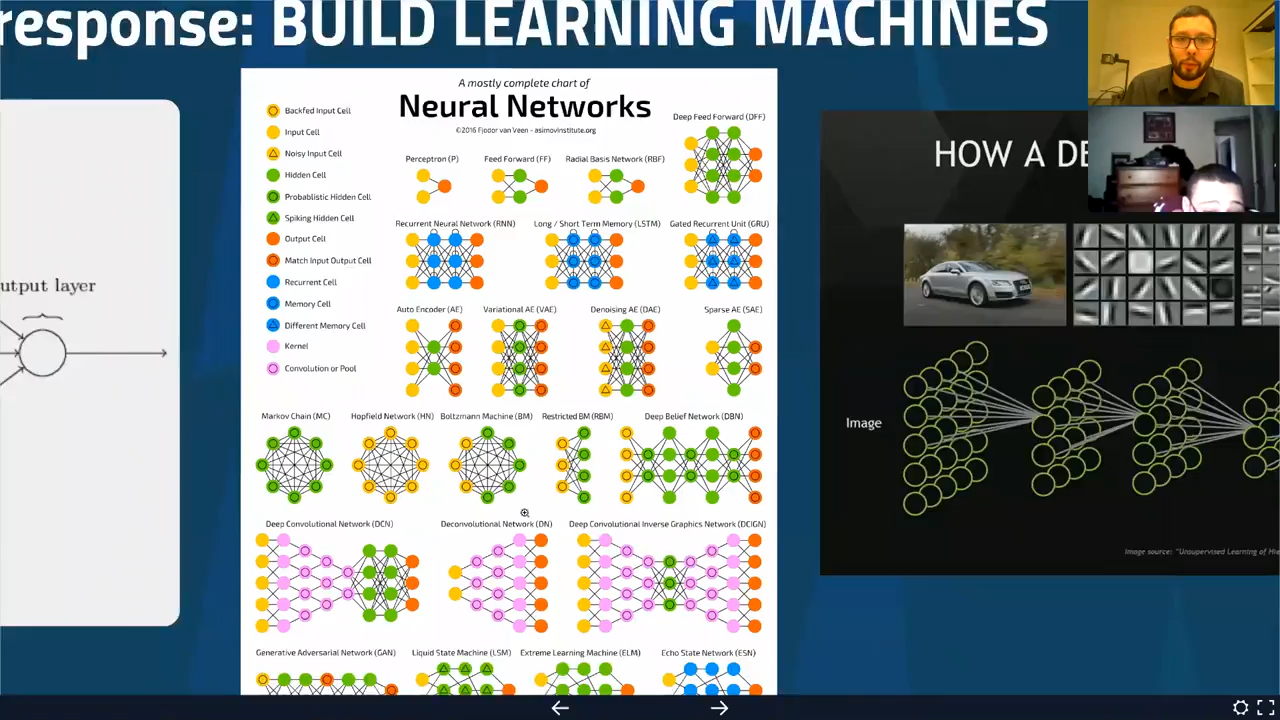 response: BUILD LEARNING MACHINES
utput layer
A mostly complete chart of
Neural Networks
©2016 Fjodor van Veen - asimovinstitute.org
Backfed Input Cell
Input Cell
Noisy Input Cell
Hidden Cell
Probablistic Hidden Cell
Spiking Hidden Cell
Output Cell
Match Input Output Cell
Recurrent Cell
Memory Cell
Different Memory Cell
Kernel
Convolution or Pool
Deep Feed Forward (DFF)
Perceptron (P)
Feed Forward (FF)
Radial Basis Network (RBF)
Recurrent Neural Network (RNN)
Long / Short Term Memory (LSTM)
Gated Recurrent Unit (GRU)
Auto Encoder (AE)
Variational AE (VAE)
Denoising AE (DAE)
Sparse AE (SAE)
Markov Chain (MC)
Hopfield Network (HN)
Boltzmann Machine (BM)
Restricted BM (RBM)
Deep Belief Network (DBN)
Deep Convolutional Network (DCN)
Deconvolutional Network (DN)
Deep Convolutional Inverse Graphics Network (DCIGN)
Generative Adversarial Network (GAN)
Liquid State Machine (LSM)
Extreme Learning Machine (ELM)
Echo State Network (ESN)
HOW A DE
Image
Image source: "Unsupervised Learning of Hie